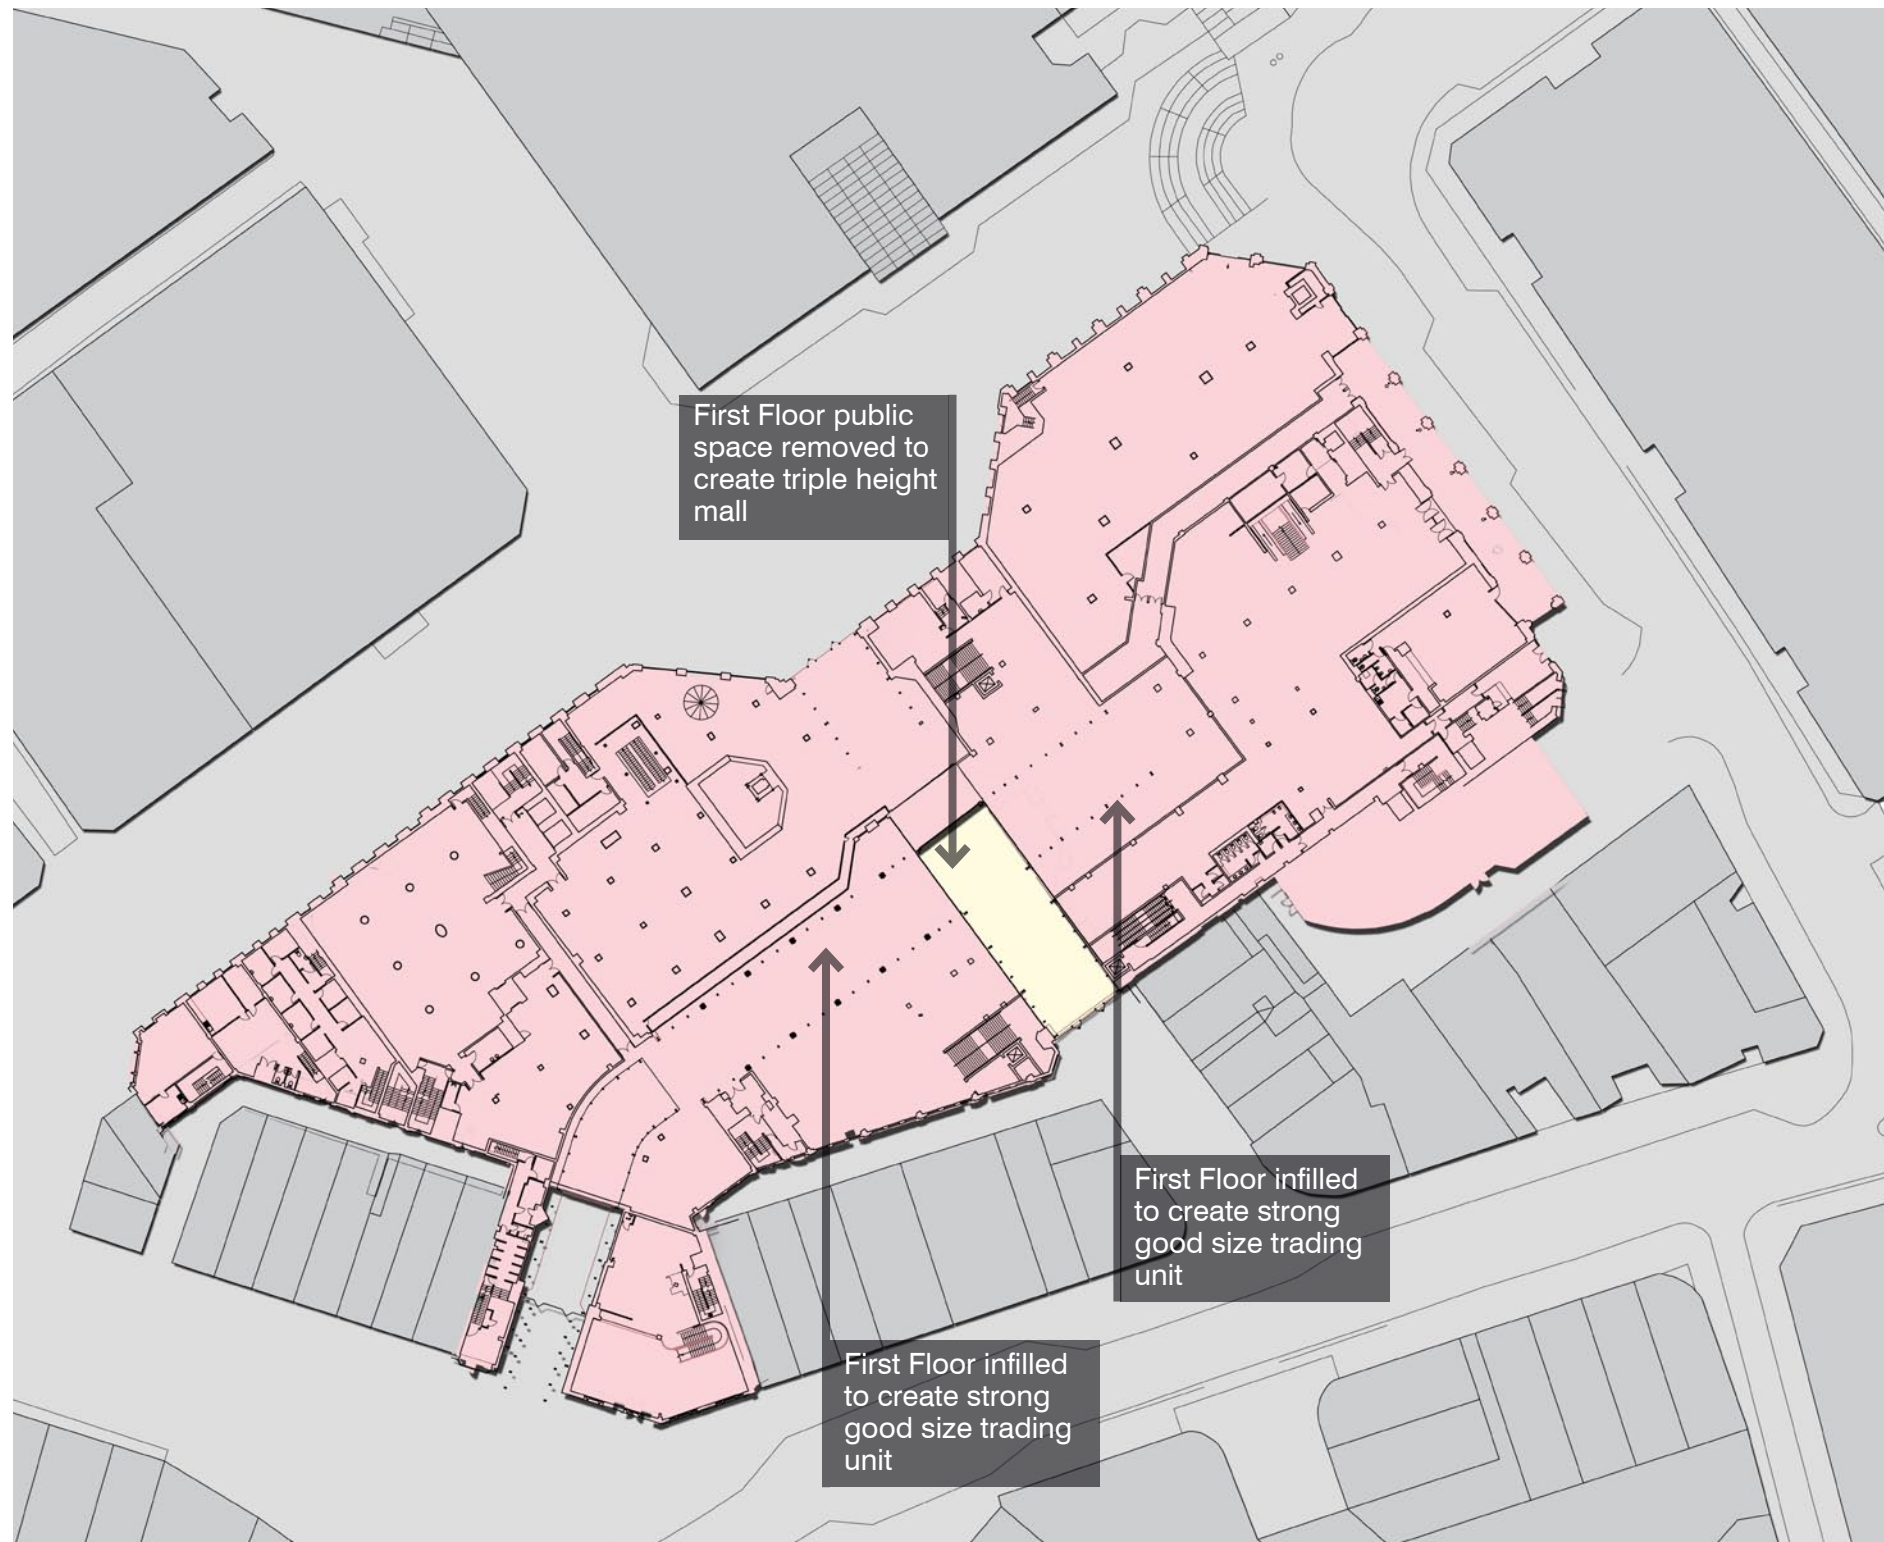 First Floor public
space removed to
create triple height
mall
First Floor infilled
to create strong
good size trading
unit
First Floor infilled
to create strong
good size trading
unit